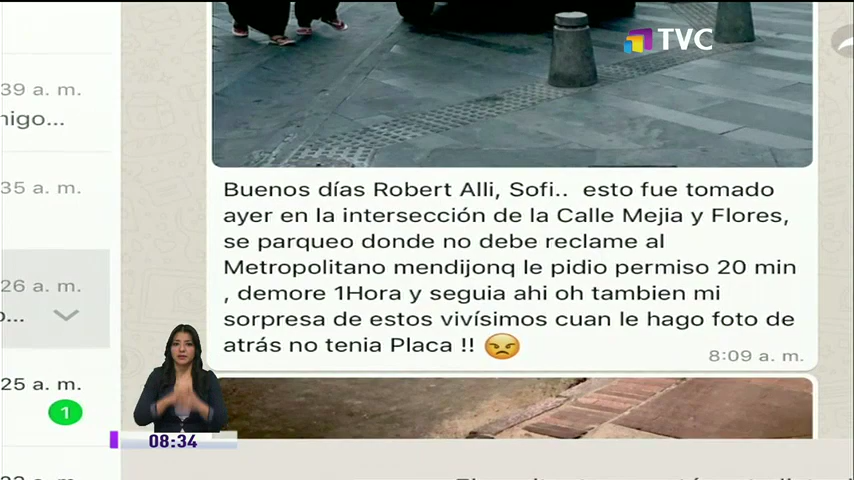 TVC
39 a. m.
nigo...
35 a. m.
26 a. m.
25 a. m.
1
Buenos días Robert Alli, Sofi.. esto fue tomado
ayer en la intersección de la Calle Mejia y Flores,
se parqueo donde no debe reclame al
Metropolitano mendijonq le pidio permiso 20 min
, demore 1Hora y seguia ahi oh tambien mi
sorpresa de estos vivísimos cuan le hago foto de
atrás no tenia Placa !! 😠
8:09 a. m.
08:34